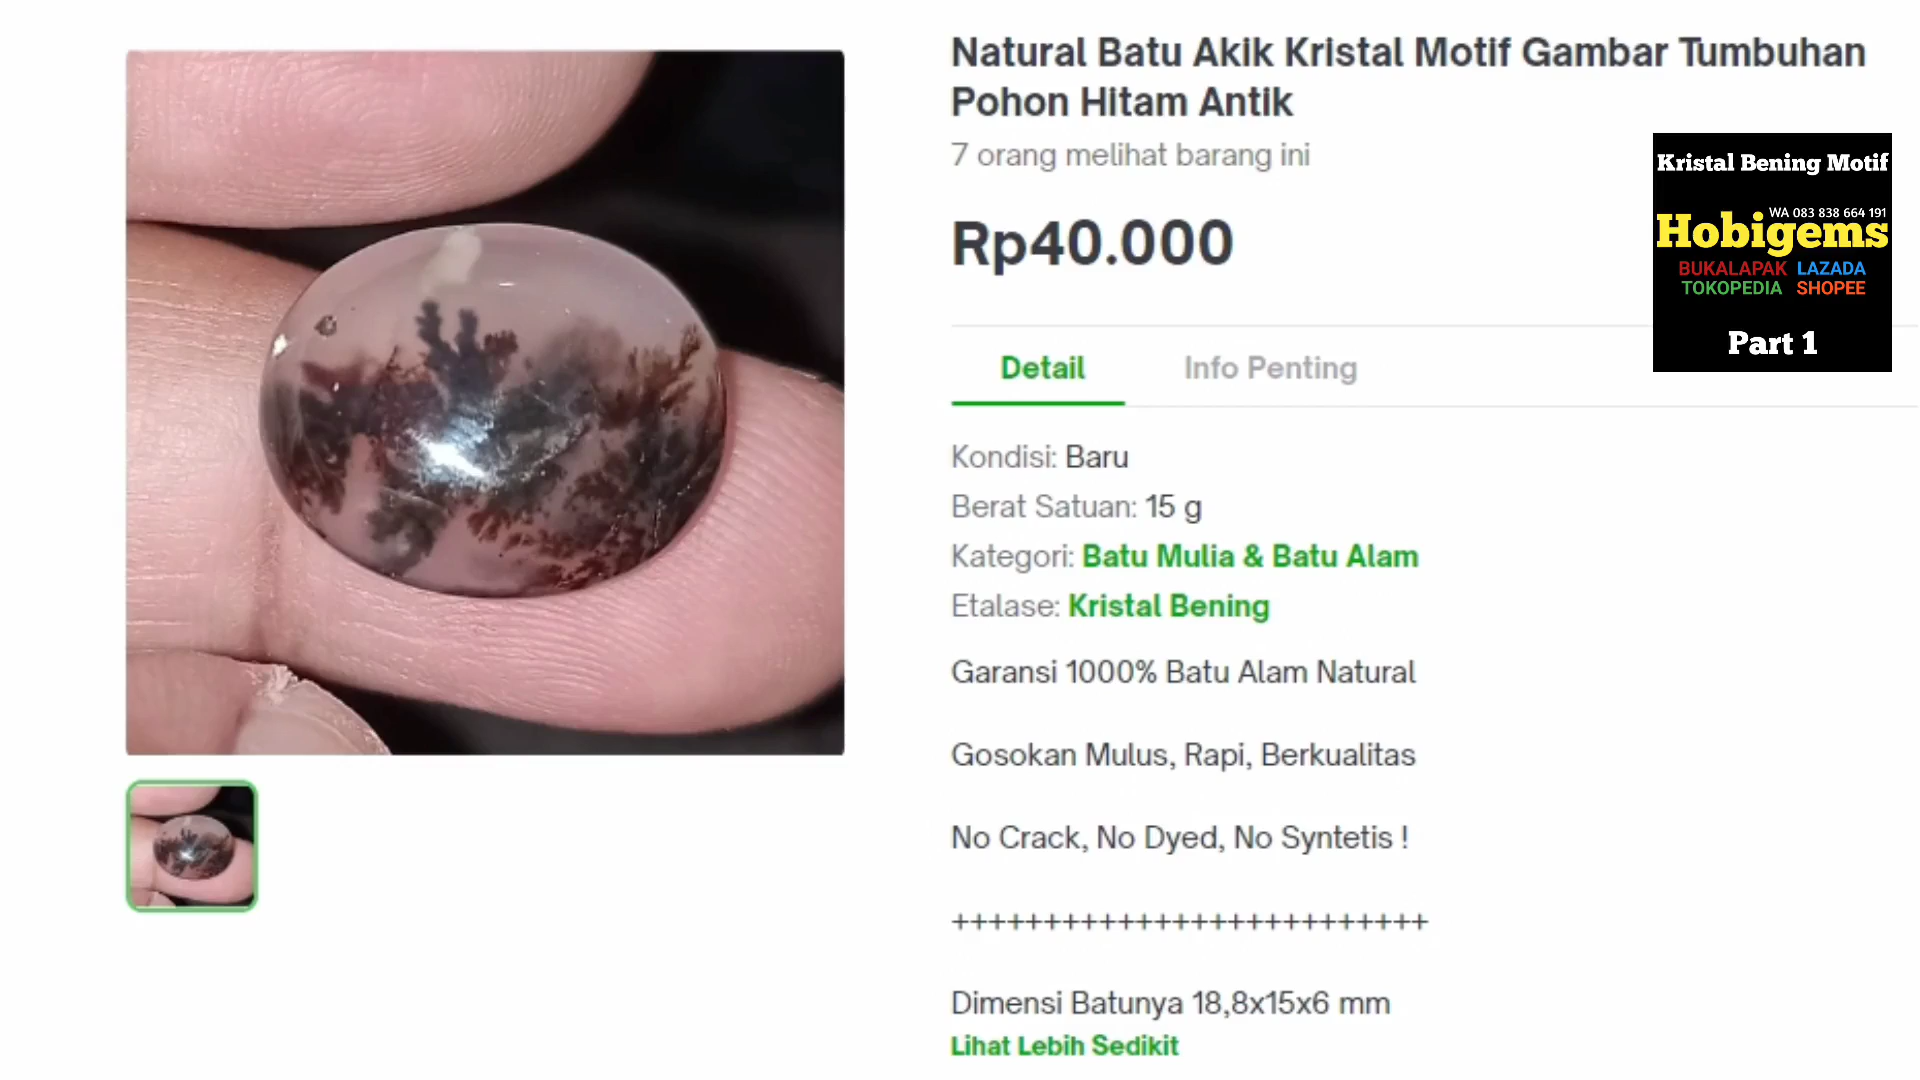 Natural Batu Akik Kristal Motif Gambar Tumbuhan
Pohon Hitam Antik
7 orang melihat barang ini
Rp40.000
Kristal Bening Motif
WA 083 838 664 191
Hobigems
BUKALAPAK LAZADA
TOKOPEDIA SHOPEE
Part 1
Detail Info Penting
Kondisi: Baru
Berat Satuan: 15 g
Kategori: Batu Mulia & Batu Alam
Etalase: Kristal Bening
Garansi 1000% Batu Alam Natural
Gosokan Mulus, Rapi, Berkualitas
No Crack, No Dyed, No Syntetis !
++++++++++++++++++++++++++
Dimensi Batunya 18,8x15x6 mm
Lihat Lebih Sedikit